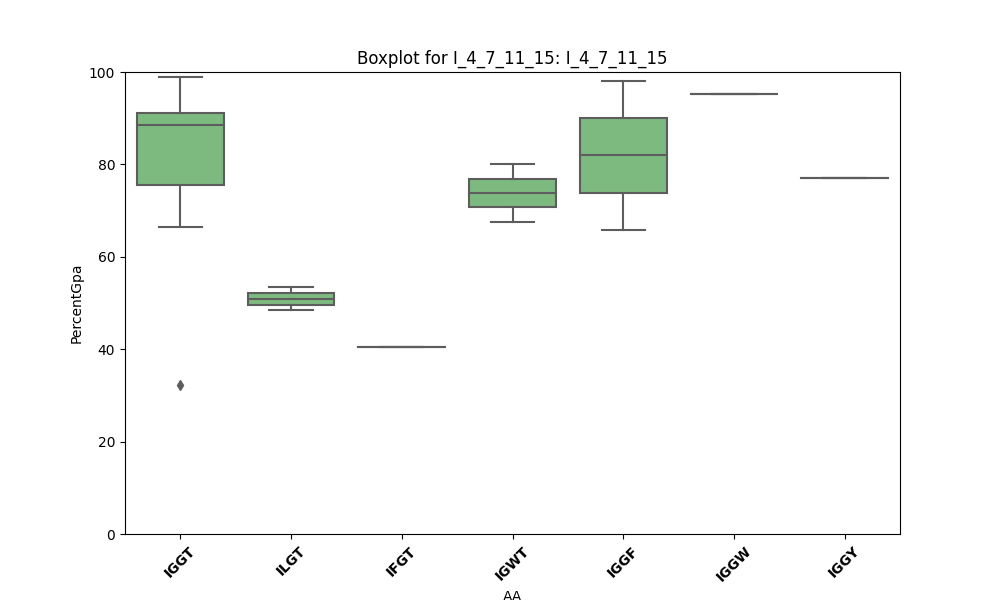 Boxplot for I_4_7_11_15: I_4_7_11_15
PercentGpa
100
80
60
40
20
0
IGGT
ILGT
IFGT
IGWT
IGGF
IGGW
IGGY
AA